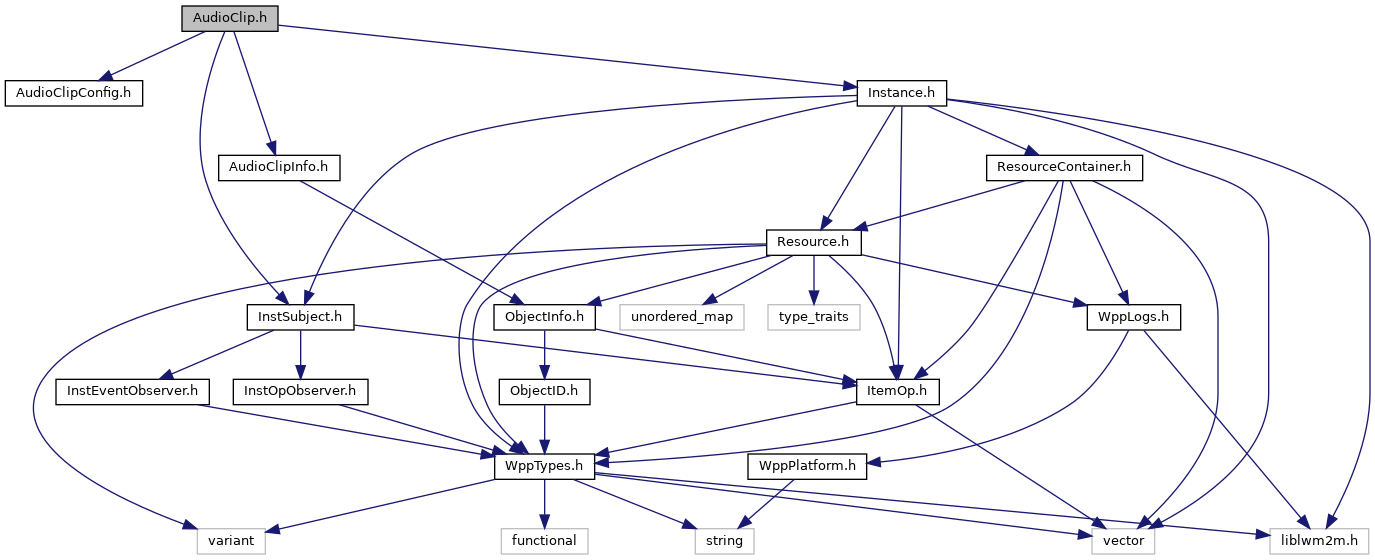 AudioClip.h
AudioClipConfig.h
Instance.h
AudioClipInfo.h
ResourceContainer.h
Resource.h
InstSubject.h
ObjectInfo.h
unordered_map
type_traits
WppLogs.h
InstEventObserver.h
InstOpObserver.h
ObjectID.h
ItemOp.h
WppTypes.h
WppPlatform.h
variant
functional
string
vector
liblwm2m.h